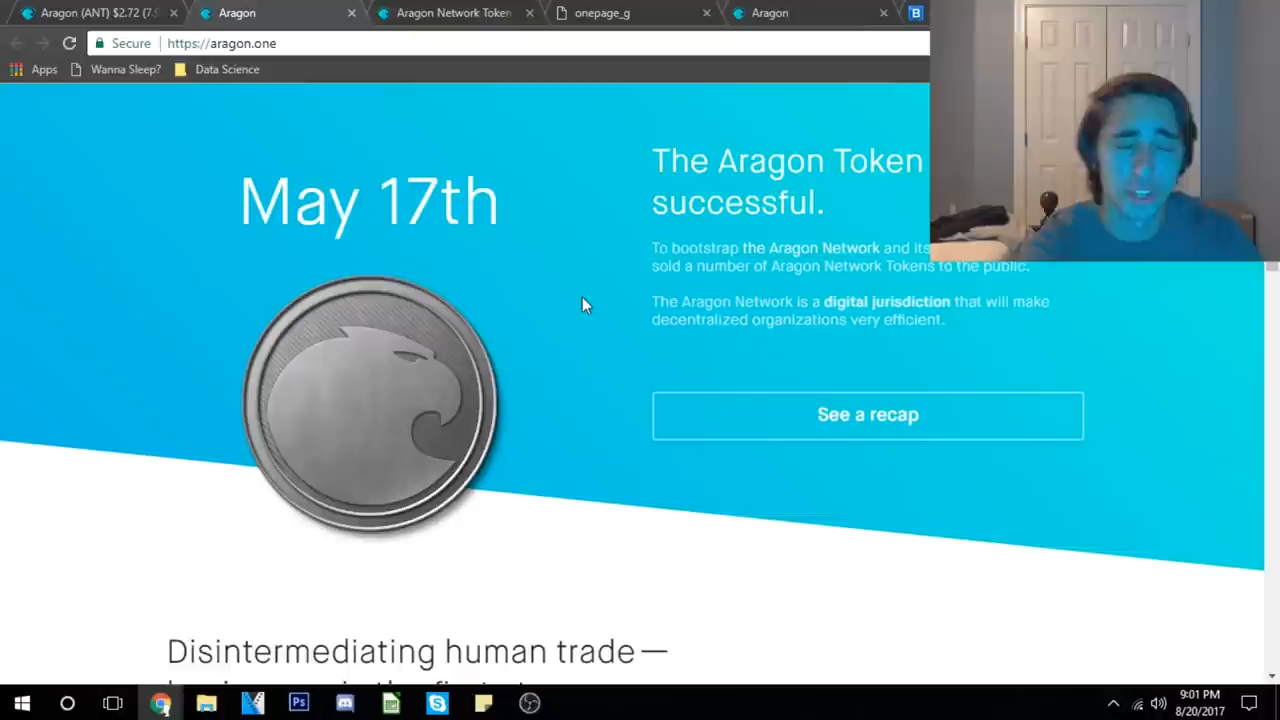 Aragon (ANT) $2.72 (7.9
Aragon
Aragon Network Token
onepage_g
Aragon
B
Secure
https://aragon.one
Apps
Wanna Sleep?
Data Science
May 17th
The Aragon Token
successful.
To bootstrap the Aragon Network and its
sold a number of Aragon Network Tokens to the public.
The Aragon Network is a digital jurisdiction that will make
decentralized organizations very efficient.
See a recap
Disintermediating human trade —
Ps
9:01 PM
8/20/2017